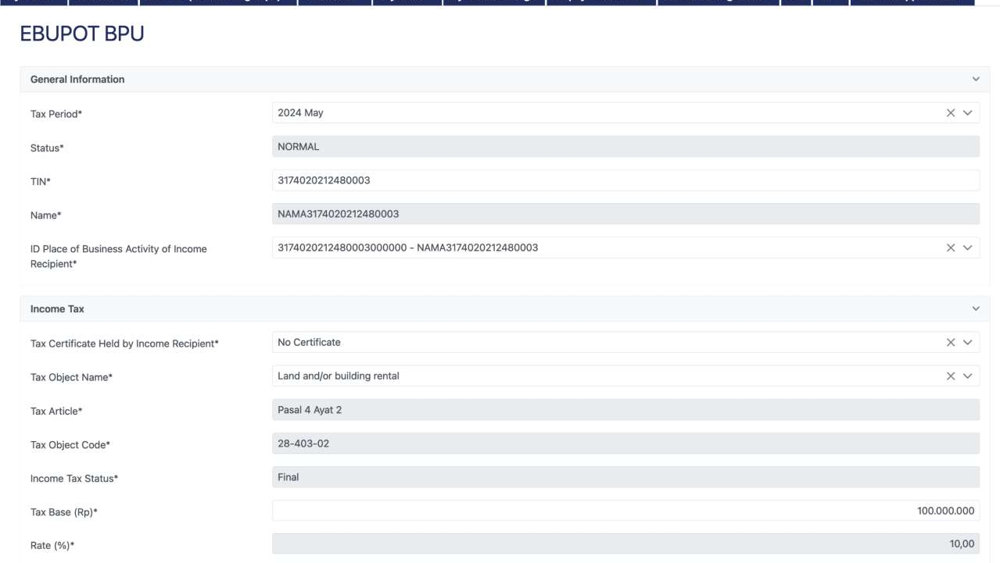 EBUPOT BPU
General Information
Tax Period*
2024 May
Status*
NORMAL
TIN*
3174020212480003
Name*
NAMA3174020212480003
ID Place of Business Activity of Income
Recipient*
3174020212480003000000 - NAMA3174020212480003
Income Tax
Tax Certificate Held by Income Recipient*
No Certificate
Tax Object Name*
Land and/or building rental
Tax Article*
Pasal 4 Ayat 2
Tax Object Code*
28-403-02
Income Tax Status*
Final
Tax Base (Rp)*
100.000.000
Rate (%)*
10,00